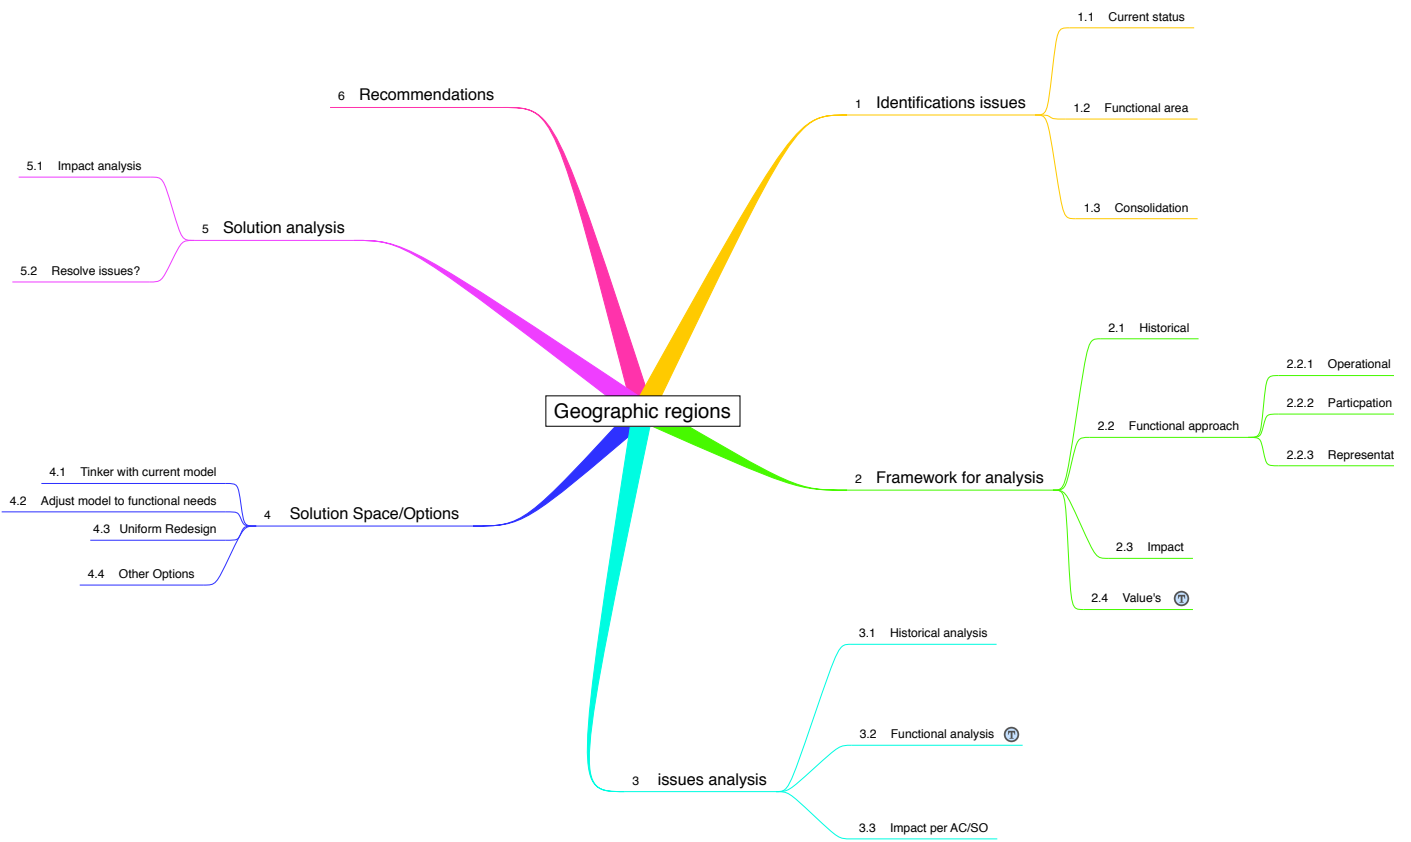 Geographic regions
1 Identifications issues
1.1 Current status
1.2 Functional area
1.3 Consolidation
2 Framework for analysis
2.1 Historical
2.2 Functional approach
2.2.1 Operational
2.2.2 Particpation
2.2.3 Representat
2.3 Impact
2.4 Value's T
3 issues analysis
3.1 Historical analysis
3.2 Functional analysis T
3.3 Impact per AC/SO
4 Solution Space/Options
4.1 Tinker with current model
4.2 Adjust model to functional needs
4.3 Uniform Redesign
4.4 Other Options
5 Solution analysis
5.1 Impact analysis
5.2 Resolve issues?
6 Recommendations